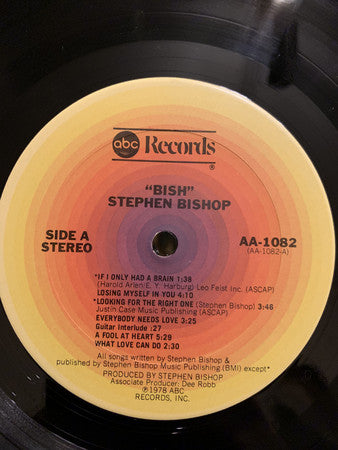 abc Records
®
"BISH"
STEPHEN BISHOP
SIDE A
STEREO
AA-1082
(AA-1082-A)
*IF I ONLY HAD A BRAIN 1:38
(Harold Arlen E. Y. Harburg) Leo Feist Inc. (ASCAP)
LOSING MYSELF IN YOU 4:10
*LOOKING FOR THE RIGHT ONE (Stephen Bishop) 3:46
Justin Case Music Publishing (ASCAP)
EVERYBODY NEEDS LOVE 3:25
Guitar Interlude :27
A FOOL AT HEART 5:29
WHAT LOVE CAN DO 2:30
All songs written by Stephen Bishop &
published by Stephen Bishop Music Publishing (BMI) except*
PRODUCED BY STEPHEN BISHOP
Associate Producer: Dee Robb
℗1978 ABC
RECORDS, INC.